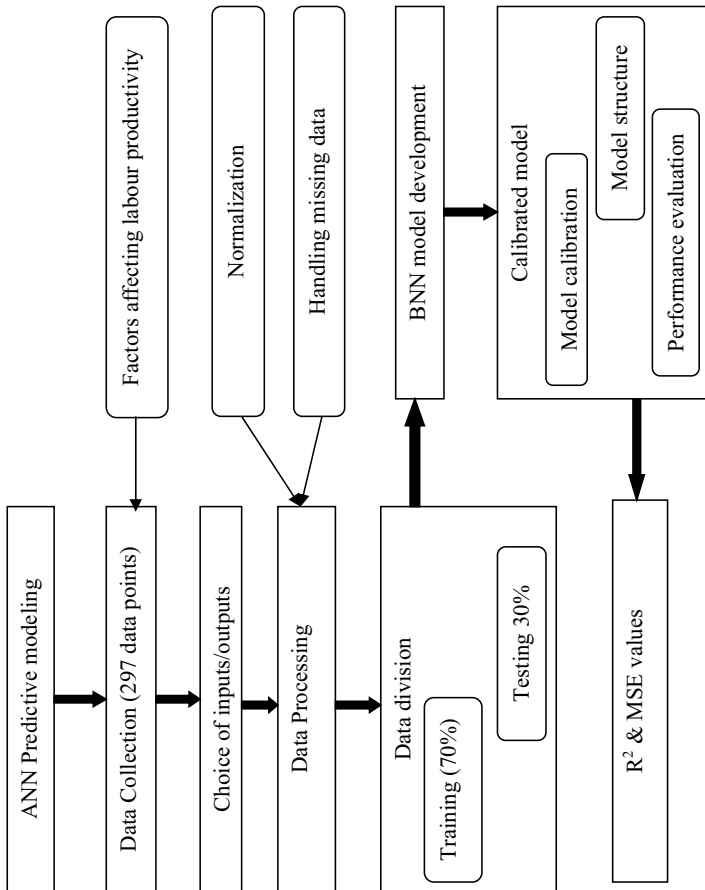 ANN Predictive modeling
Data Collection (297 data points)
Factors affecting labour productivity
Choice of inputs/outputs
Normalization
Data Processing
Handling missing data
Data division
Training (70%)
Testing 30%
BNN model development
Calibrated model
Model calibration
Model structure
Performance evaluation
R² & MSE values